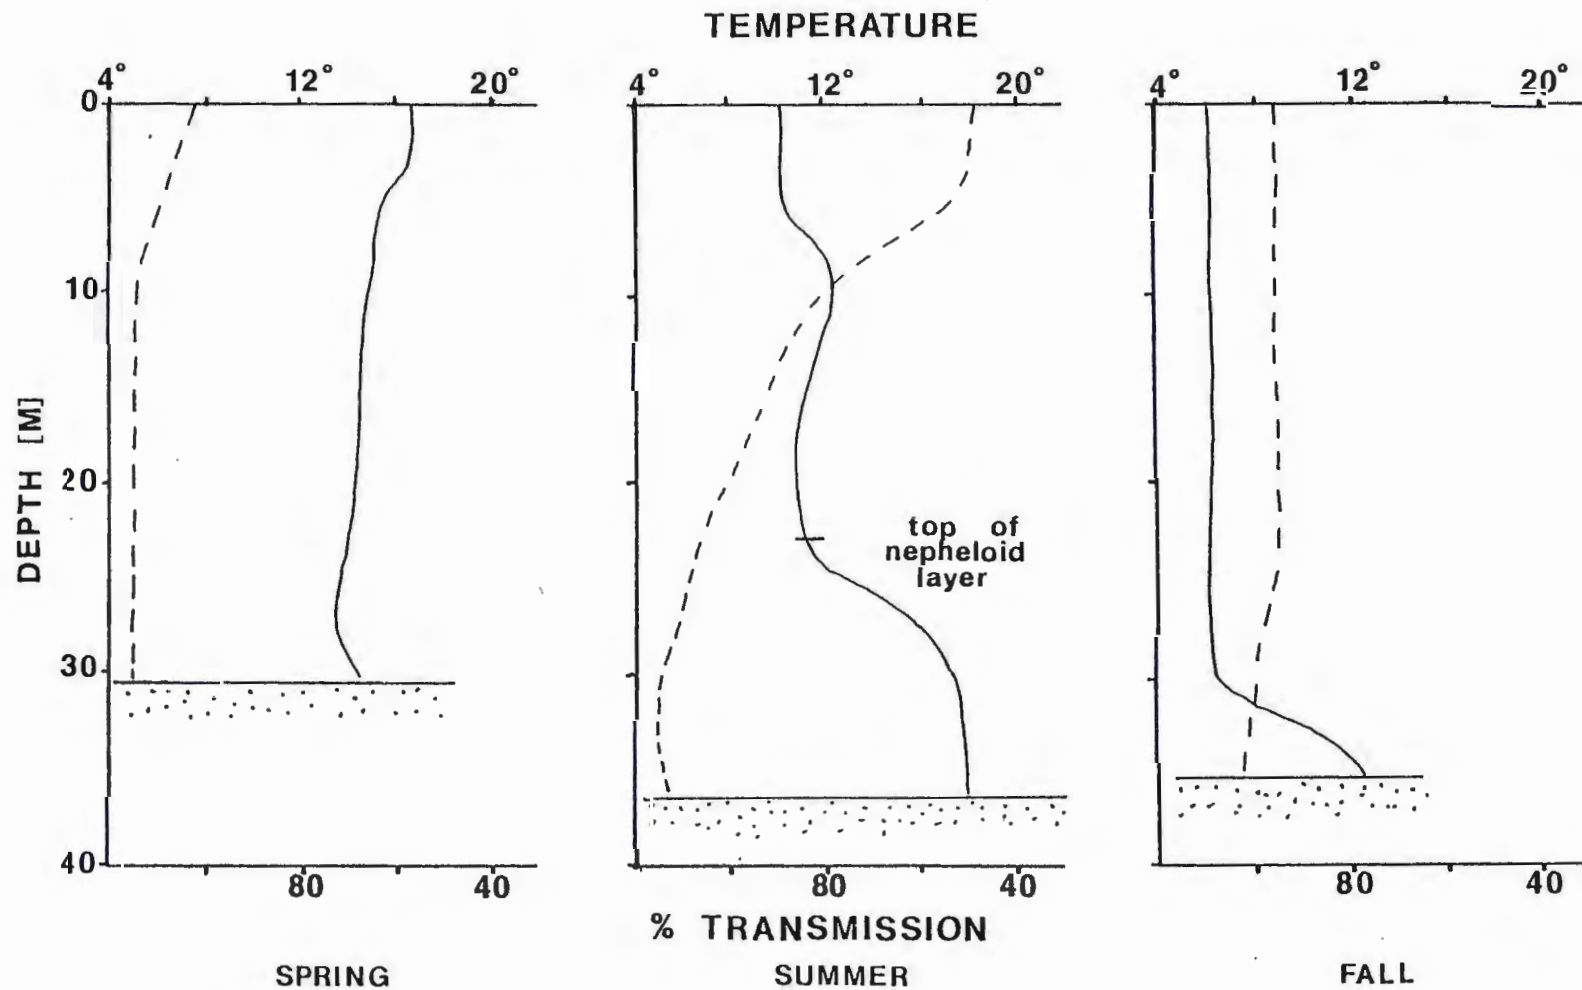 TEMPERATURE
4° 12° 20° 4° 12° 20° 4° 12° 20°
0
10
20
30
40
DEPTH [M]
top of
nepheloid
layer
80 40 80 40 80 40
% TRANSMISSION
SPRING SUMMER FALL